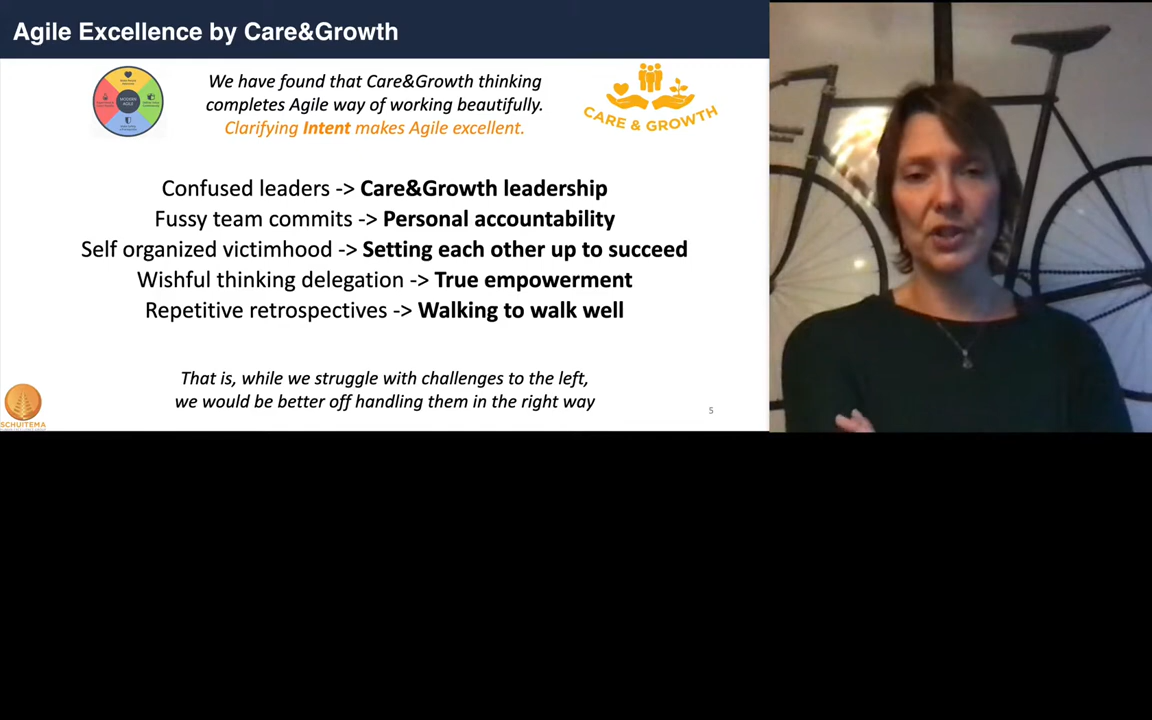 Agile Excellence by Care&Growth
We have found that Care&Growth thinking
completes Agile way of working beautifully.
Clarifying Intent makes Agile excellent.
MODERN
AGILE
CARE & GROWTH
Confused leaders -> Care&Growth leadership
Fussy team commits -> Personal accountability
Self organized victimhood -> Setting each other up to succeed
Wishful thinking delegation -> True empowerment
Repetitive retrospectives -> Walking to walk well
That is, while we struggle with challenges to the left,
we would be better off handling them in the right way
5
SCHUITEMA